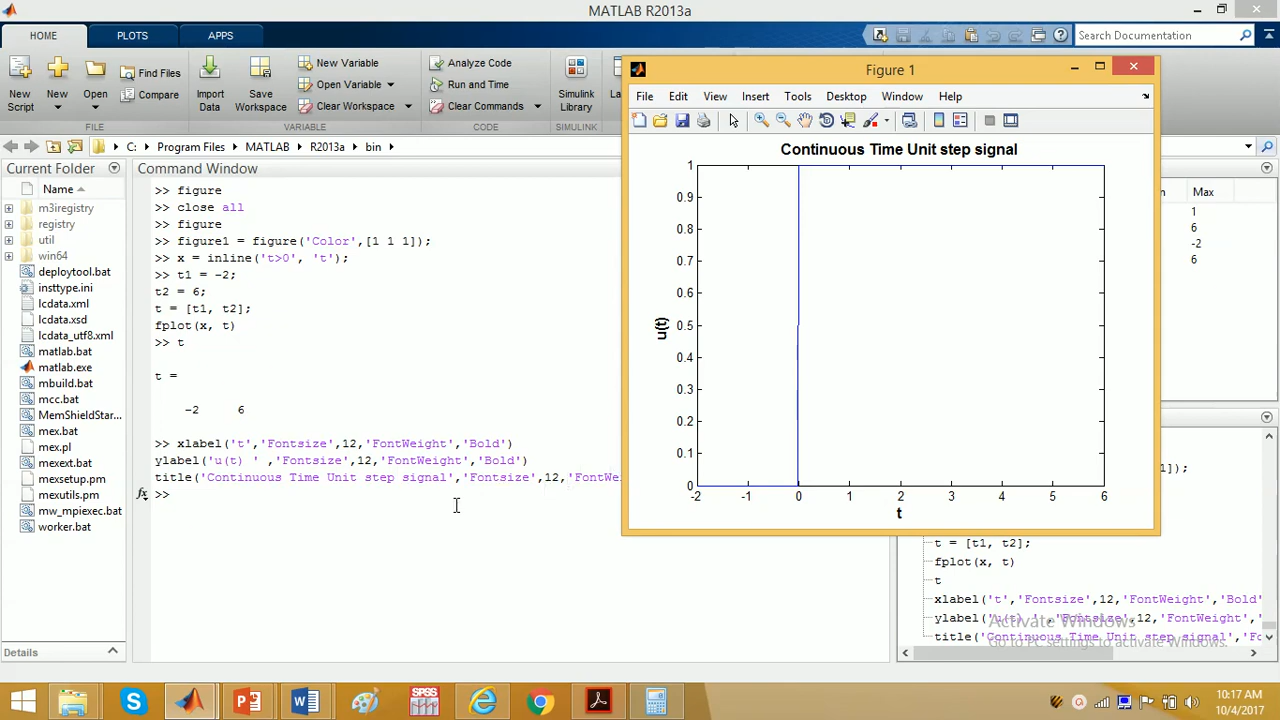 MATLAB R2013a
HOME PLOTS APPS Search Documentation
New Script
New
Open
Find Files
Compare
Import Data
Save Workspace
New Variable
Open Variable
Clear Workspace
Analyze Code
Run and Time
Clear Commands
Simulink Library
FILE VARIABLE CODE SIMULINK
C: Program Files MATLAB R2013a bin
Current Folder
Name
m3iregistry
registry
util
win64
deploytool.bat
insttype.ini
lcdata.xml
lcdata.xsd
lcdata_utf8.xml
matlab.bat
matlab.exe
mbuild.bat
mcc.bat
MemShieldStar...
mex.bat
mex.pl
mexext.bat
mexsetup.pm
mexutils.pm
mw_mpiexec.bat
worker.bat
Details
Command Window
>> figure
>> close all
>> figure
>> figure1 = figure('Color',[1 1 1]);
>> x = inline('t>0', 't');
>> t1 = -2;
t2 = 6;
t = [t1, t2];
fplot(x, t)
>> t
t =
-2 6
>> xlabel('t','Fontsize',12,'FontWeight','Bold')
ylabel('u(t) ' ,'Fontsize',12,'FontWeight','Bold')
title('Continuous Time Unit step signal','Fontsize',12,'FontWe
fx >>
Figure 1
File Edit View Insert Tools Desktop Window Help
Continuous Time Unit step signal
1
0.9
0.8
0.7
0.6
0.5
0.4
0.3
0.2
0.1
0
u(t)
-2 -1 0 1 2 3 4 5 6
t
Max
1
6
-2
6
1]);
t = [t1, t2];
fplot(x, t)
t
xlabel('t','Fontsize',12,'FontWeight','Bold'
ylabel('u(t) ' ,'Fontsize',12,'FontWeight','B
title('Continuous Time Unit step signal','Fo
Activate Windows
Go to PC settings to activate Windows.
10:17 AM
10/4/2017